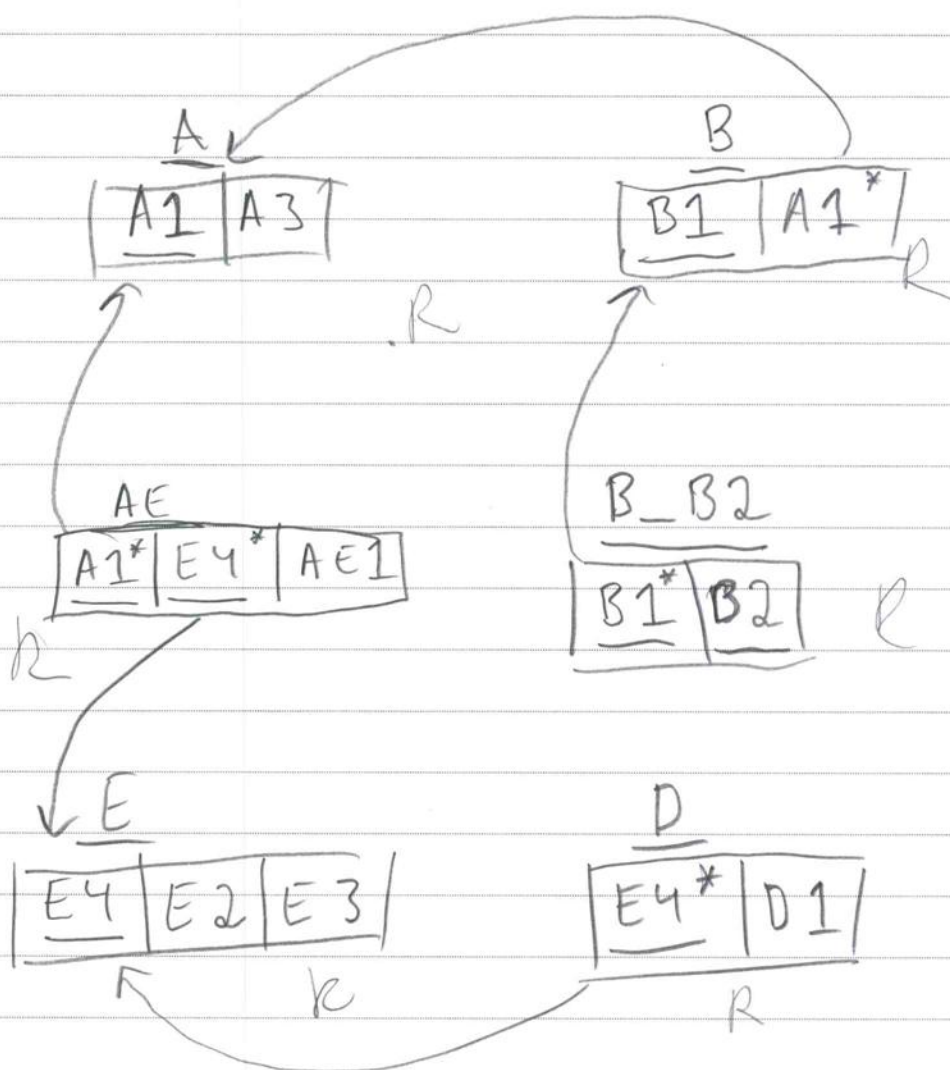 A B
A1 A3 B1 A1*
R R
AE B_B2
A1* E4* AE1 B1* B2
R
E D
E4 E2 E3 E4* D1
R R